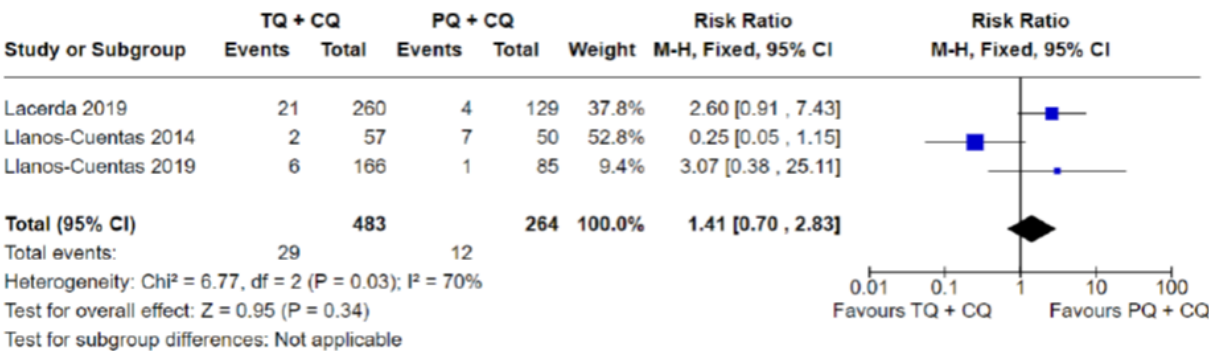 TQ + CQ PQ + CQ Risk Ratio Risk Ratio
Study or Subgroup Events Total Events Total Weight M-H, Fixed, 95% CI M-H, Fixed, 95% CI
Lacerda 2019 21 260 4 129 37.8% 2.60 [0.91 , 7.43]
Llanos-Cuentas 2014 2 57 7 50 52.8% 0.25 [0.05 , 1.15]
Llanos-Cuentas 2019 6 166 1 85 9.4% 3.07 [0.38 , 25.11]
Total (95% CI) 483 264 100.0% 1.41 [0.70 , 2.83]
Total events: 29 12
Heterogeneity: Chi² = 6.77, df = 2 (P = 0.03); I² = 70%
0.01 0.1 1 10 100
Test for overall effect: Z = 0.95 (P = 0.34)
Favours TQ + CQ Favours PQ + CQ
Test for subgroup differences: Not applicable